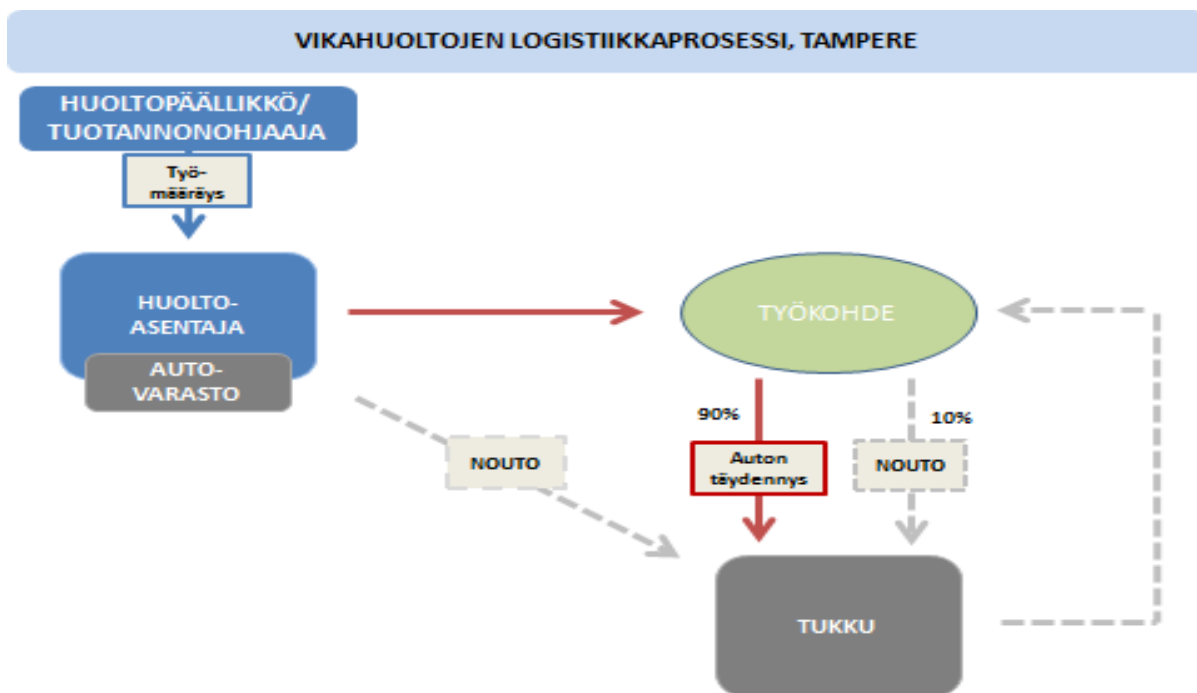 VIKAHUOLTOJEN LOGISTIIKKAPROSESSI, TAMPERE
HUOLTOPÄÄLLIKKÖ/
TUOTANNONOHJAAJA
Työ-
määräys
HUOLTO-
ASENTAJA
AUTO-
VARASTO
TYÖKOHDE
90%
10%
NOUTO
Auton
täydennys
NOUTO
TUKKU